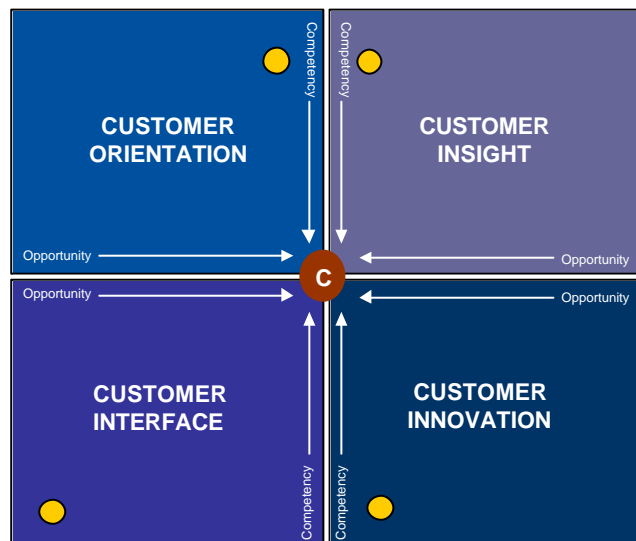 Competency
Competency
CUSTOMER
ORIENTATION
CUSTOMER
INSIGHT
Opportunity
Opportunity
C
Opportunity
Opportunity
CUSTOMER
INTERFACE
CUSTOMER
INNOVATION
Competency
Competency